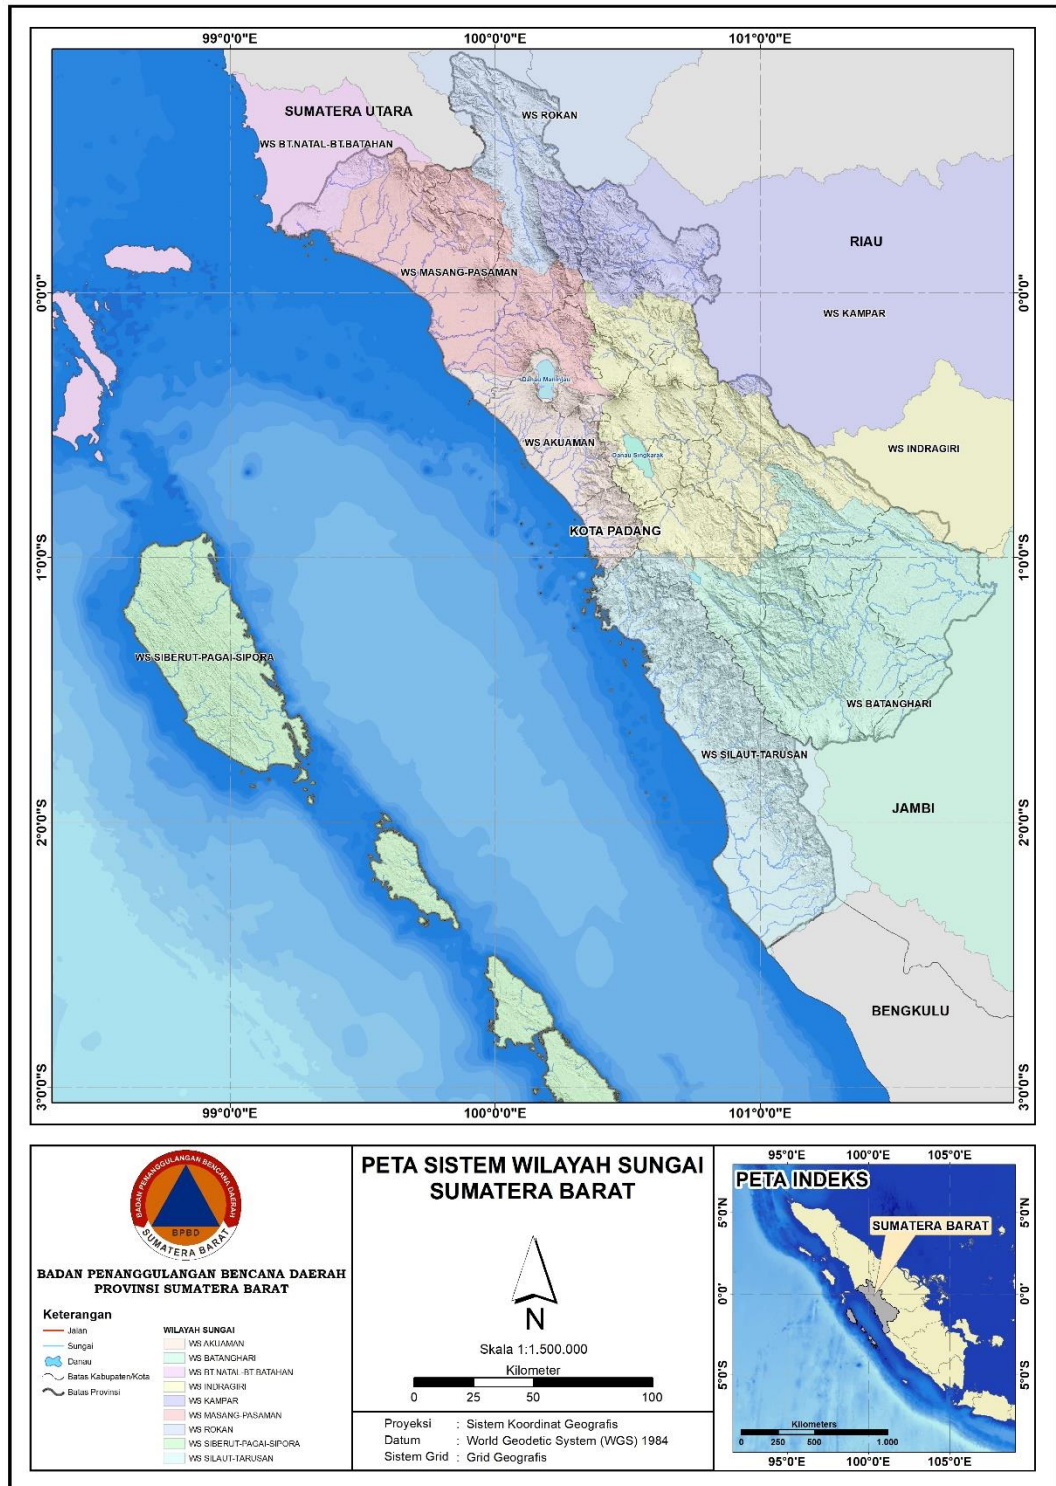 99°0'0"E 100°0'0"E 101°0'0"E
SUMATERA UTARA
WS ROKAN
WS BT.NATAL-BT.BATAHAN
RIAU
WS MASANG-PASAMAN
0°0'0" 0°0'0"
WS KAMPAR
Danau Maninjau
WS AKUAMAN
WS INDRAGIRI
Danau Singkarak
KOTA PADANG
1°0'0"S 1°0'0"S
WS SIBERUT-PAGAI-SIPORA
WS BATANGHARI
WS SILAUT-TARUSAN
JAMBI
2°0'0"S 2°0'0"S
BENGKULU
3°0'0"S 3°0'0"S
99°0'0"E 100°0'0"E 101°0'0"E
BADAN PENANGGULANGAN BENCANA DAERAH
BPBD
SUMATERA BARAT
BADAN PENANGGULANGAN BENCANA DAERAH
PROVINSI SUMATERA BARAT
Keterangan
Jalan
Sungai
Danau
Batas Kabupaten/Kota
Batas Provinsi
WILAYAH SUNGAI
WS AKUAMAN
WS BATANGHARI
WS BT.NATAL-BT.BATAHAN
WS INDRAGIRI
WS KAMPAR
WS MASANG-PASAMAN
WS ROKAN
WS SIBERUT-PAGAI-SIPORA
WS SILAUT-TARUSAN
PETA SISTEM WILAYAH SUNGAI
SUMATERA BARAT
N
Skala 1:1.500.000
Kilometer
0 25 50 100
Proyeksi : Sistem Koordinat Geografis
Datum : World Geodetic System (WGS) 1984
Sistem Grid : Grid Geografis
95°0'E 100°0'E 105°0'E
PETA INDEKS
5°0'N 5°0'N
SUMATERA BARAT
0°0' 0°0'
5°0'S 5°0'S
Kilometers
0 250 500 1.000
95°0'E 100°0'E 105°0'E